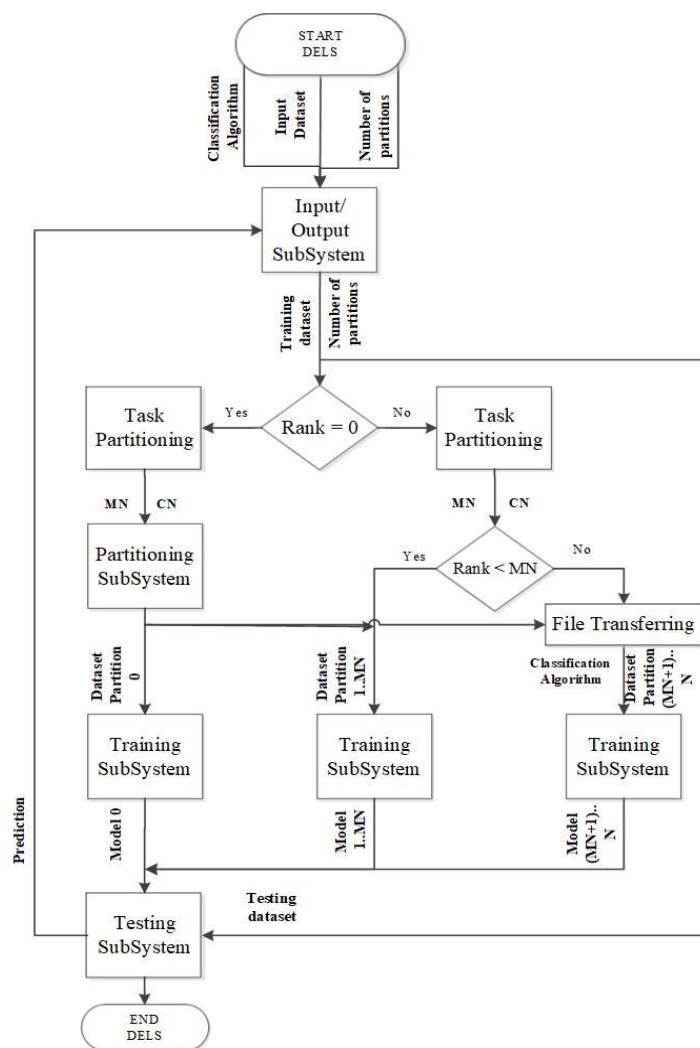 START
DELS
Classification
Algorithm
Input
Dataset
Number of
partitions
Input/
Output
SubSystem
Training
dataset
Number of
partitions
Task
Partitioning
Yes
Rank = 0
No
Task
Partitioning
MN
CN
MN
CN
Partitioning
SubSystem
Yes
Rank < MN
No
File Transferring
Dataset
Partition
0
Dataset
Partition
1..MN
Classification
Algorithm
Dataset
Partition
(MN+1)..
N
Training
SubSystem
Training
SubSystem
Training
SubSystem
Model 0
Model
1..MN
Model
(MN+1)..
N
Prediction
Testing
SubSystem
Testing
dataset
END
DELS